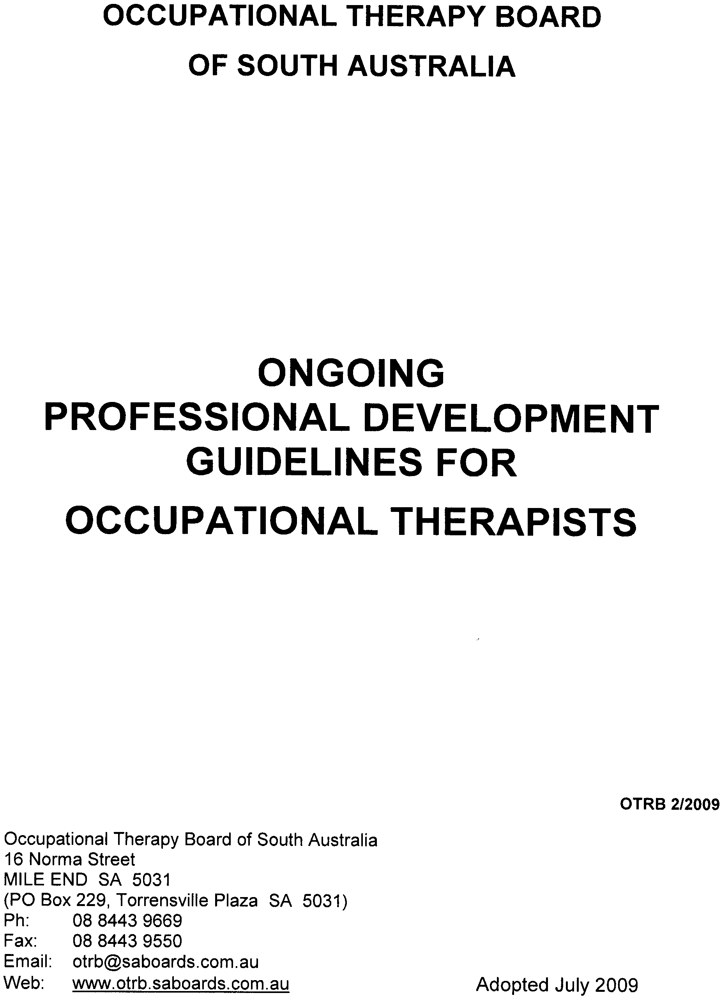 OCCUPATIONAL THERAPY BOARD
OF SOUTH AUSTRALIA
ONGOING
PROFESSIONAL DEVELOPMENT
GUIDELINES FOR
OCCUPATIONAL THERAPISTS
OTRB 2/2009
Occupational Therapy Board of South Australia
16 Norma Street
MILE END SA 5031
(PO Box 229, Torrensville Plaza SA 5031)
Ph: 08 8443 9669
Fax: 08 8443 9550
Email: otrb@saboards.com.au
Web: www.otrb.saboards.com.au Adopted July 2009